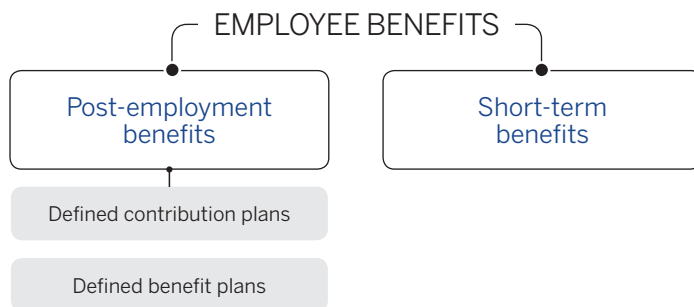 EMPLOYEE BENEFITS
Post-employment
benefits
Short-term
benefits
Defined contribution plans
Defined benefit plans